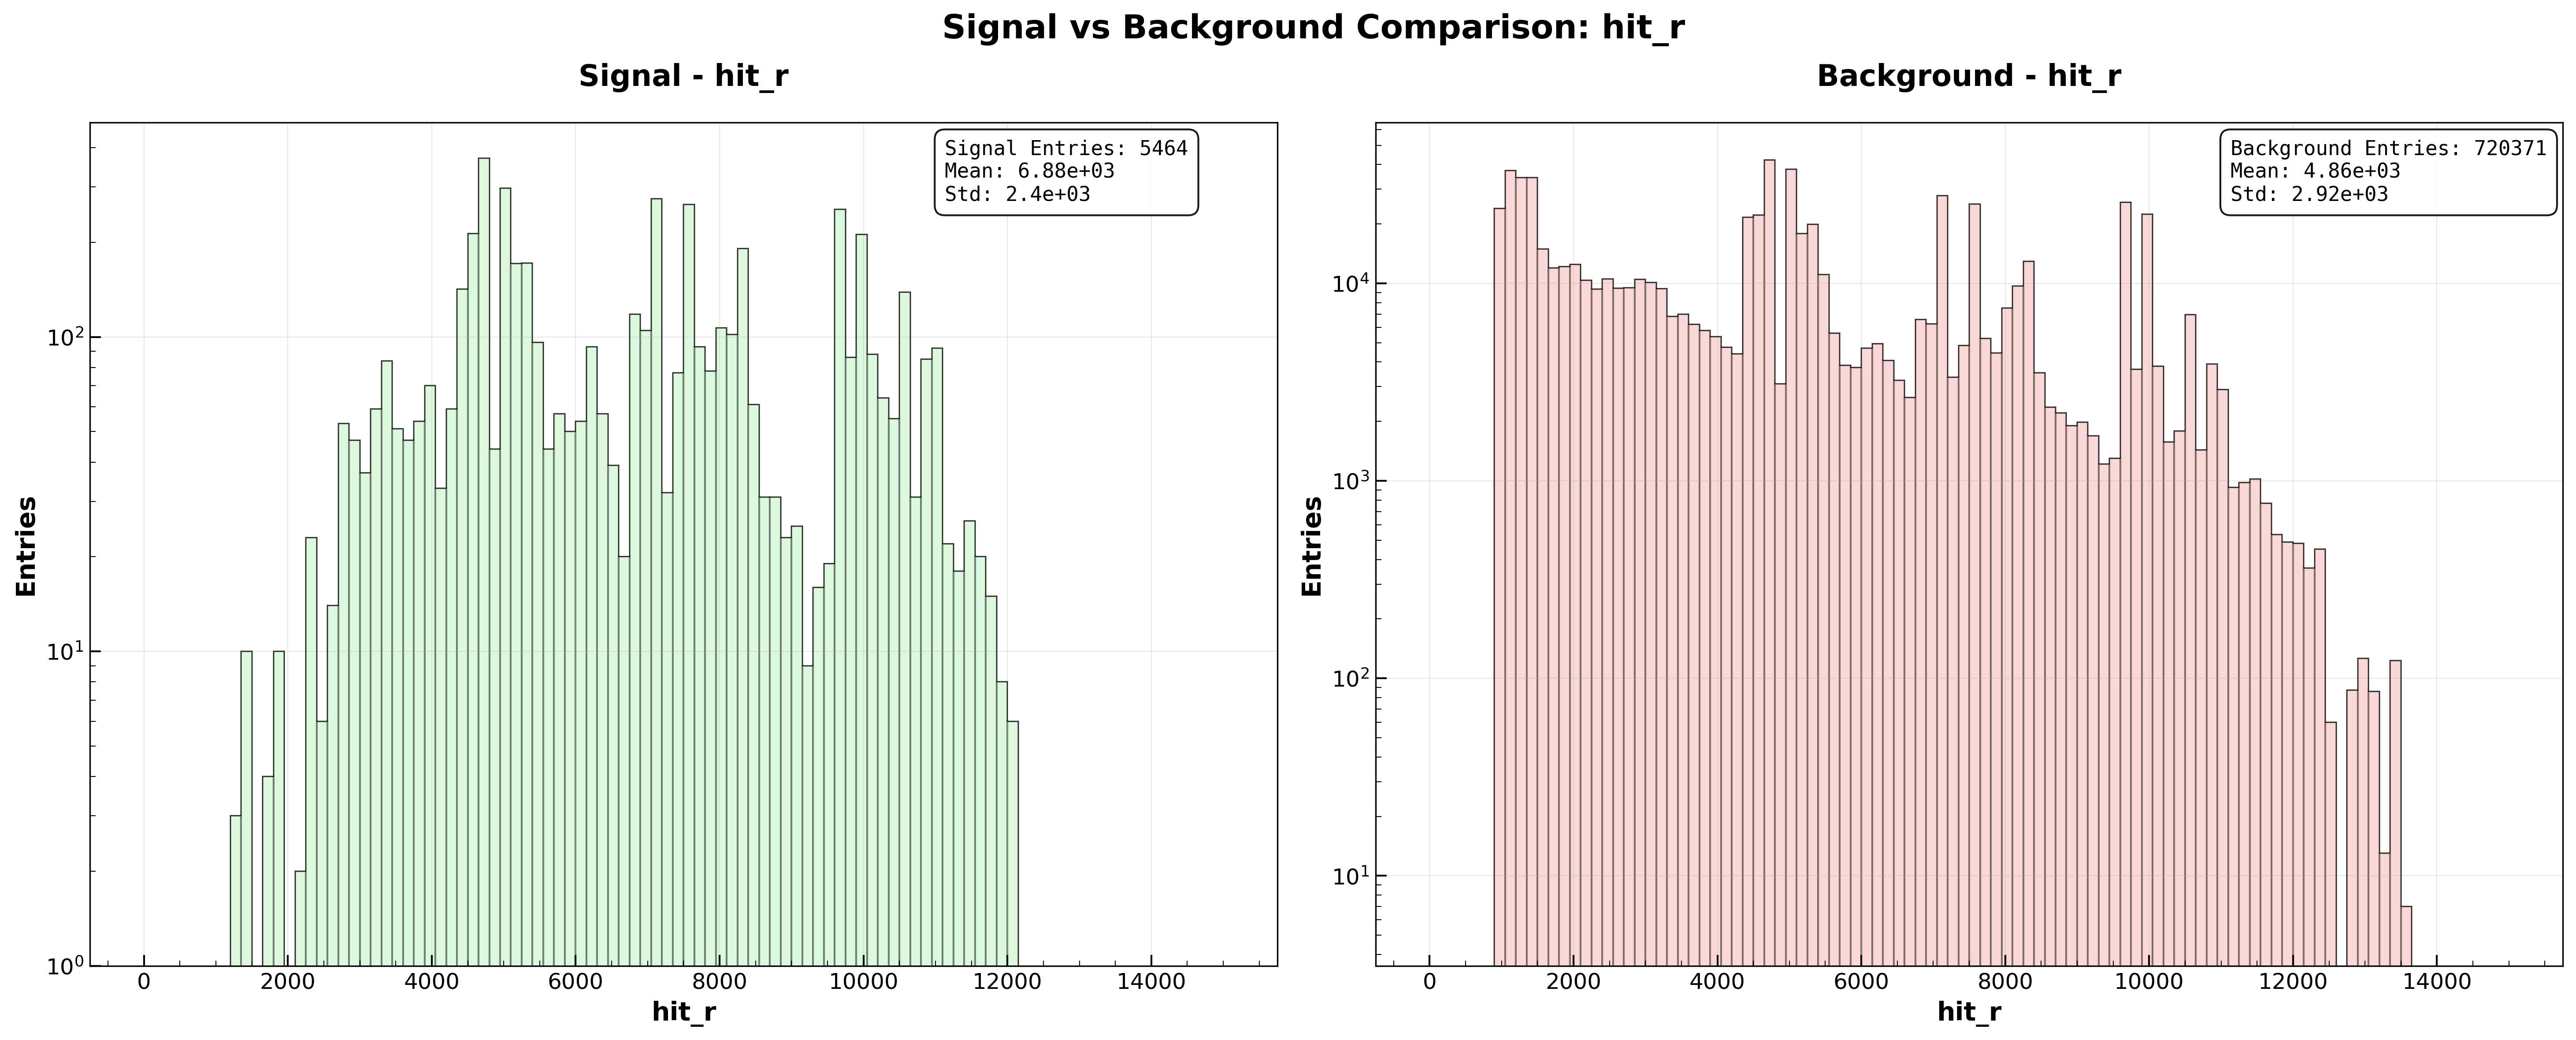 Signal vs Background Comparison: hit_r
Signal - hit_r
Signal Entries: 5464
Mean: 6.88e+03
Std: 2.4e+03
Entries
10²
10¹
10⁰
0 2000 4000 6000 8000 10000 12000 14000
hit_r
Background - hit_r
Background Entries: 720371
Mean: 4.86e+03
Std: 2.92e+03
Entries
10⁴
10³
10²
10¹
0 2000 4000 6000 8000 10000 12000 14000
hit_r